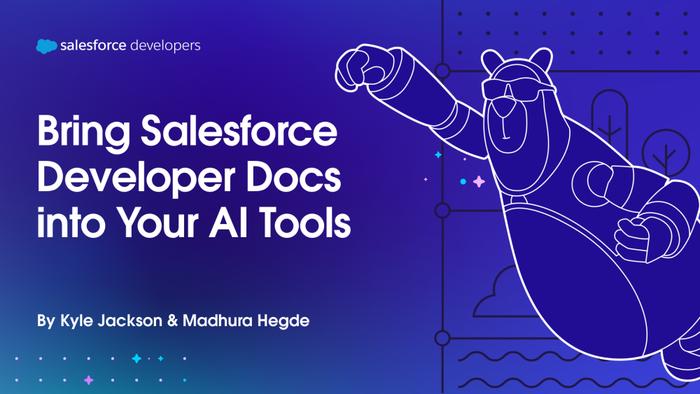 salesforce developers
Bring Salesforce
Developer Docs
into Your AI Tools
By Kyle Jackson & Madhura Hegde